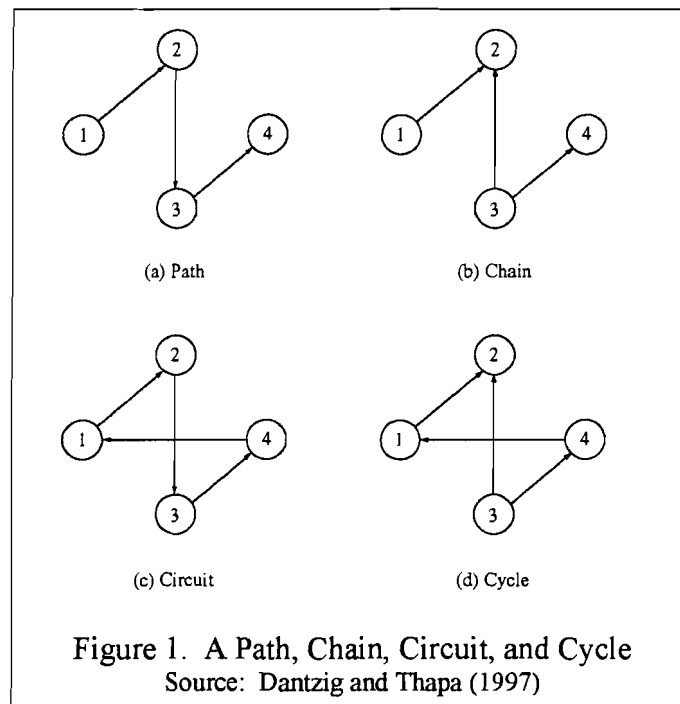 2 2
1 4 1 4
3 3
(a) Path (b) Chain
2 2
1 4 1 4
3 3
(c) Circuit (d) Cycle
Figure 1. A Path, Chain, Circuit, and Cycle
Source: Dantzig and Thapa (1997)